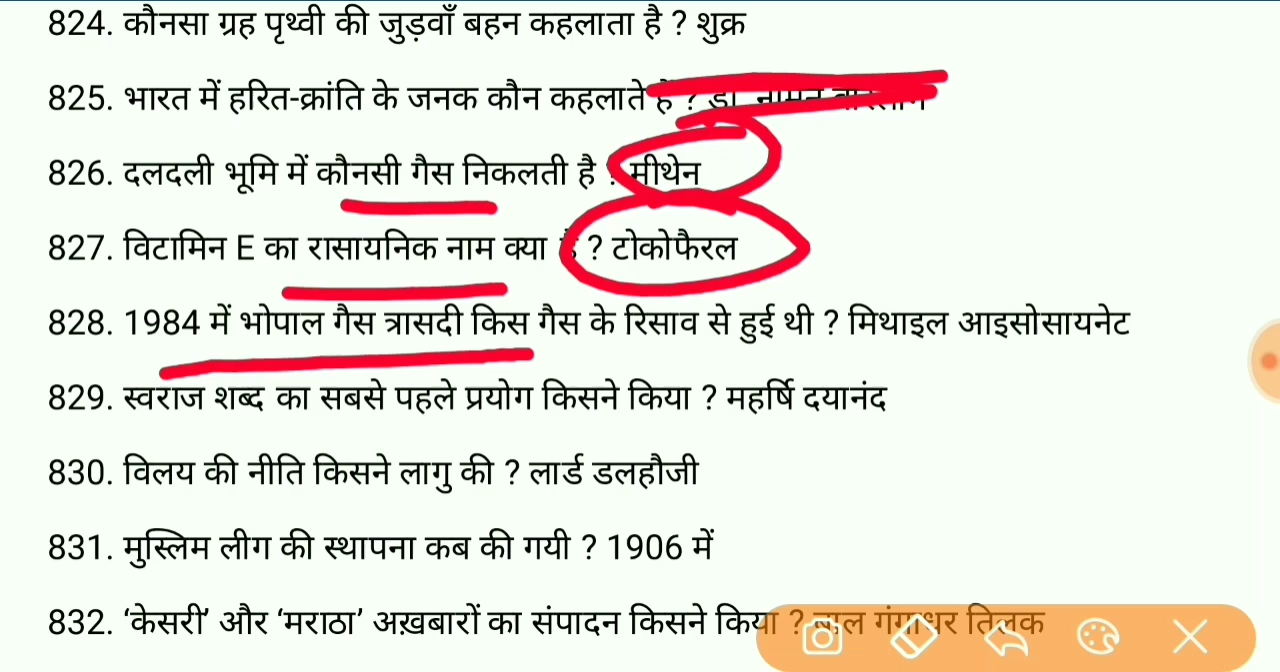 824. कौनसा ग्रह पृथ्वी की जुड़वाँ बहन कहलाता है ? शुक्र
825. भारत में हरित-क्रांति के जनक कौन कहलाते है ?
826. दलदली भूमि में कौनसी गैस निकलती है ? मीथेन
827. विटामिन E का रासायनिक नाम क्या है ? टोकोफैरल
828. 1984 में भोपाल गैस त्रासदी किस गैस के रिसाव से हुई थी ? मिथाइल आइसोसायनेट
829. स्वराज शब्द का सबसे पहले प्रयोग किसने किया ? महर्षि दयानंद
830. विलय की नीति किसने लागु की ? लार्ड डलहौजी
831. मुस्लिम लीग की स्थापना कब की गयी ? 1906 में
832. ‘केसरी’ और ‘मराठा’ अख़बारों का संपादन किसने किया ? बाल गंगाधर तिलक